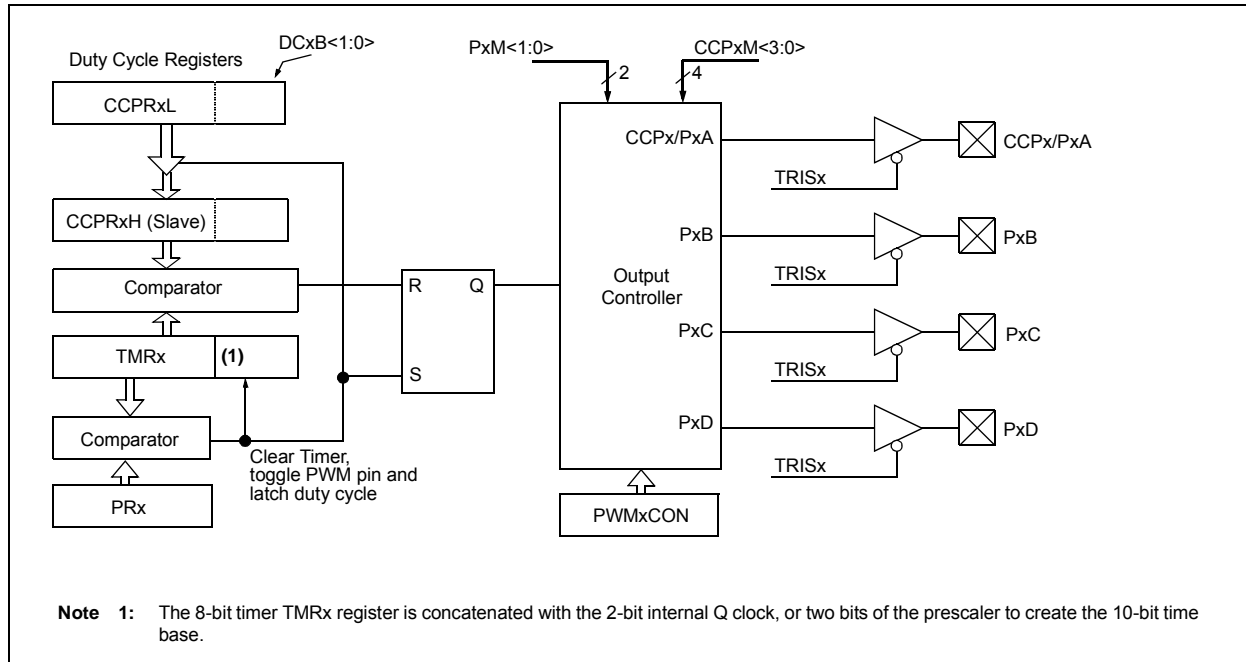 DCxB<1:0>
Duty Cycle Registers
CCPRxL
CCPRxH (Slave)
Comparator
TMRx
(1)
Comparator
PRx
Clear Timer,
toggle PWM pin and
latch duty cycle
R
Q
S
PxM<1:0>
2
CCPxM<3:0>
4
CCPx/PxA
PxB
Output
Controller
PxC
PxD
PWMxCON
TRISx
CCPx/PxA
TRISx
PxB
TRISx
PxC
TRISx
PxD
Note 1: The 8-bit timer TMRx register is concatenated with the 2-bit internal Q clock, or two bits of the prescaler to create the 10-bit time
base.